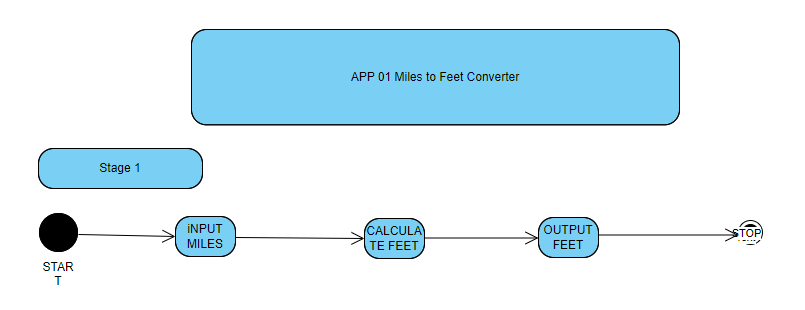 APP 01 Miles to Feet Converter
Stage 1
iNPUT
MILES
CALCULA
TE FEET
OUTPUT
FEET
STOP
STAR
T